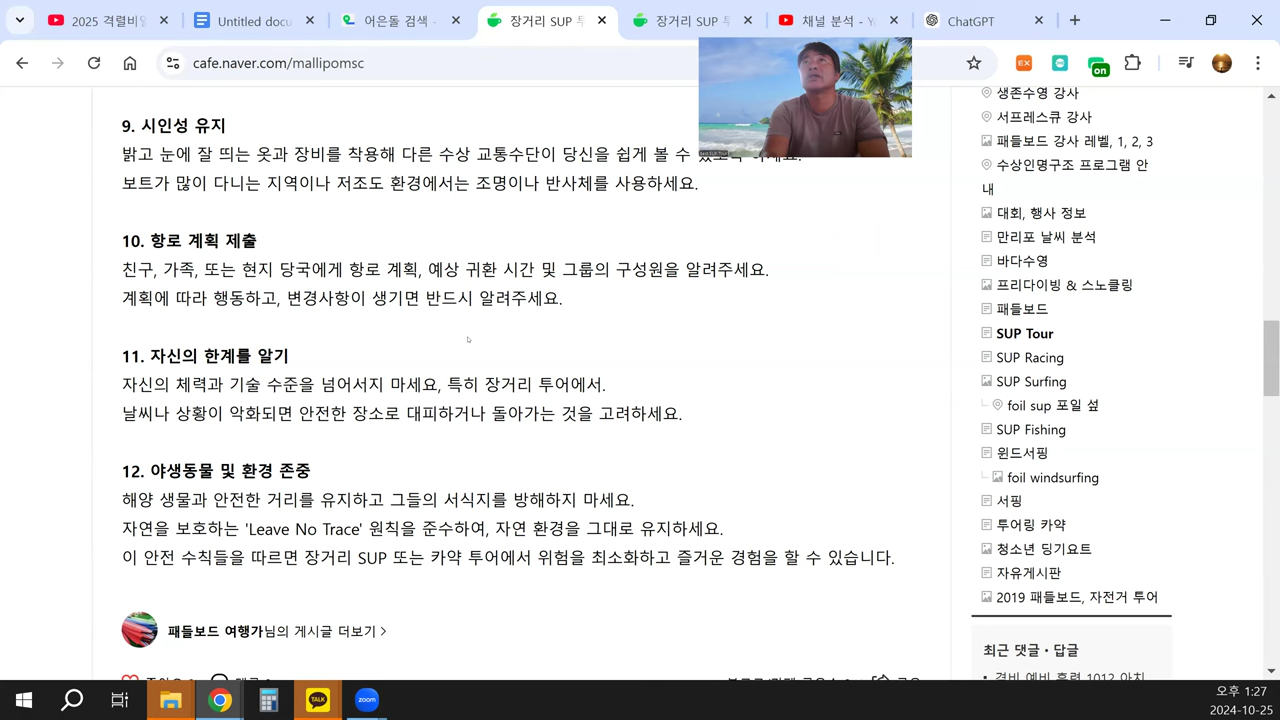 2025 격렬비열
Untitled docu
어은돌 검색 -
장거리 SUP 투
장거리 SUP 투
채널 분석 - Y
ChatGPT
cafe.naver.com/mallipomsc
on
9. 시인성 유지
밝고 눈에 잘 띄는 옷과 장비를 착용해 다른 수상 교통수단이 당신을 쉽게 볼 수
보트가 많이 다니는 지역이나 저조도 환경에서는 조명이나 반사체를 사용하세요.
10. 항로 계획 제출
친구, 가족, 또는 현지 당국에게 항로 계획, 예상 귀환 시간 및 그룹의 구성원을 알려주세요.
계획에 따라 행동하고, 변경사항이 생기면 반드시 알려주세요.
11. 자신의 한계를 알기
자신의 체력과 기술 수준을 넘어서지 마세요, 특히 장거리 투어에서.
날씨나 상황이 악화되면 안전한 장소로 대피하거나 돌아가는 것을 고려하세요.
12. 야생동물 및 환경 존중
해양 생물과 안전한 거리를 유지하고 그들의 서식지를 방해하지 마세요.
자연을 보호하는 'Leave No Trace' 원칙을 준수하여, 자연 환경을 그대로 유지하세요.
이 안전 수칙들을 따르면 장거리 SUP 또는 카약 투어에서 위험을 최소화하고 즐거운 경험을 할 수 있습니다.
패들보드 여행가님의 게시글 더보기 >
생존수영 강사
서프레스큐 강사
패들보드 강사 레벨, 1, 2, 3
수상인명구조 프로그램 안
내
대회, 행사 정보
만리포 날씨 분석
바다수영
프리다이빙 & 스노클링
패들보드
SUP Tour
SUP Racing
SUP Surfing
foil sup 포일 섶
SUP Fishing
윈드서핑
foil windsurfing
서핑
투어링 카약
청소년 딩기요트
자유게시판
2019 패들보드, 자전거 투어
최근 댓글 · 답글
TALK
zoom
오후 1:27
2024-10-25